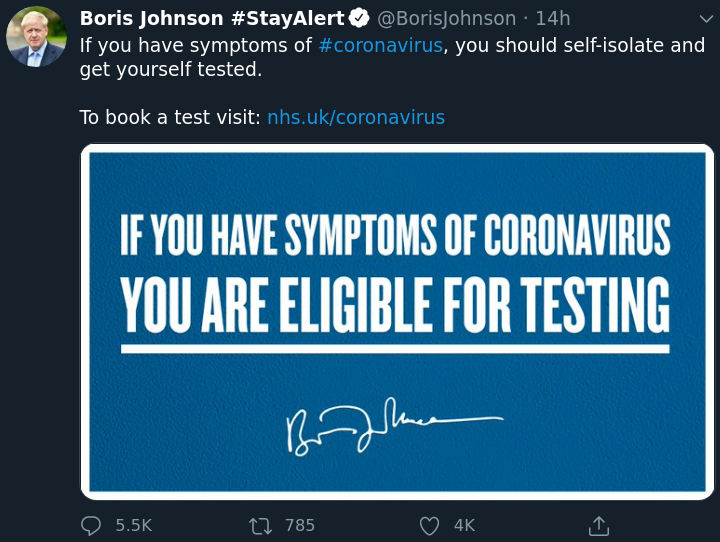 Boris Johnson #StayAlert @BorisJohnson · 14h
If you have symptoms of #coronavirus, you should self-isolate and
get yourself tested.
To book a test visit: nhs.uk/coronavirus
IF YOU HAVE SYMPTOMS OF CORONAVIRUS
YOU ARE ELIGIBLE FOR TESTING
Boris Johnson
5.5K 785 4K